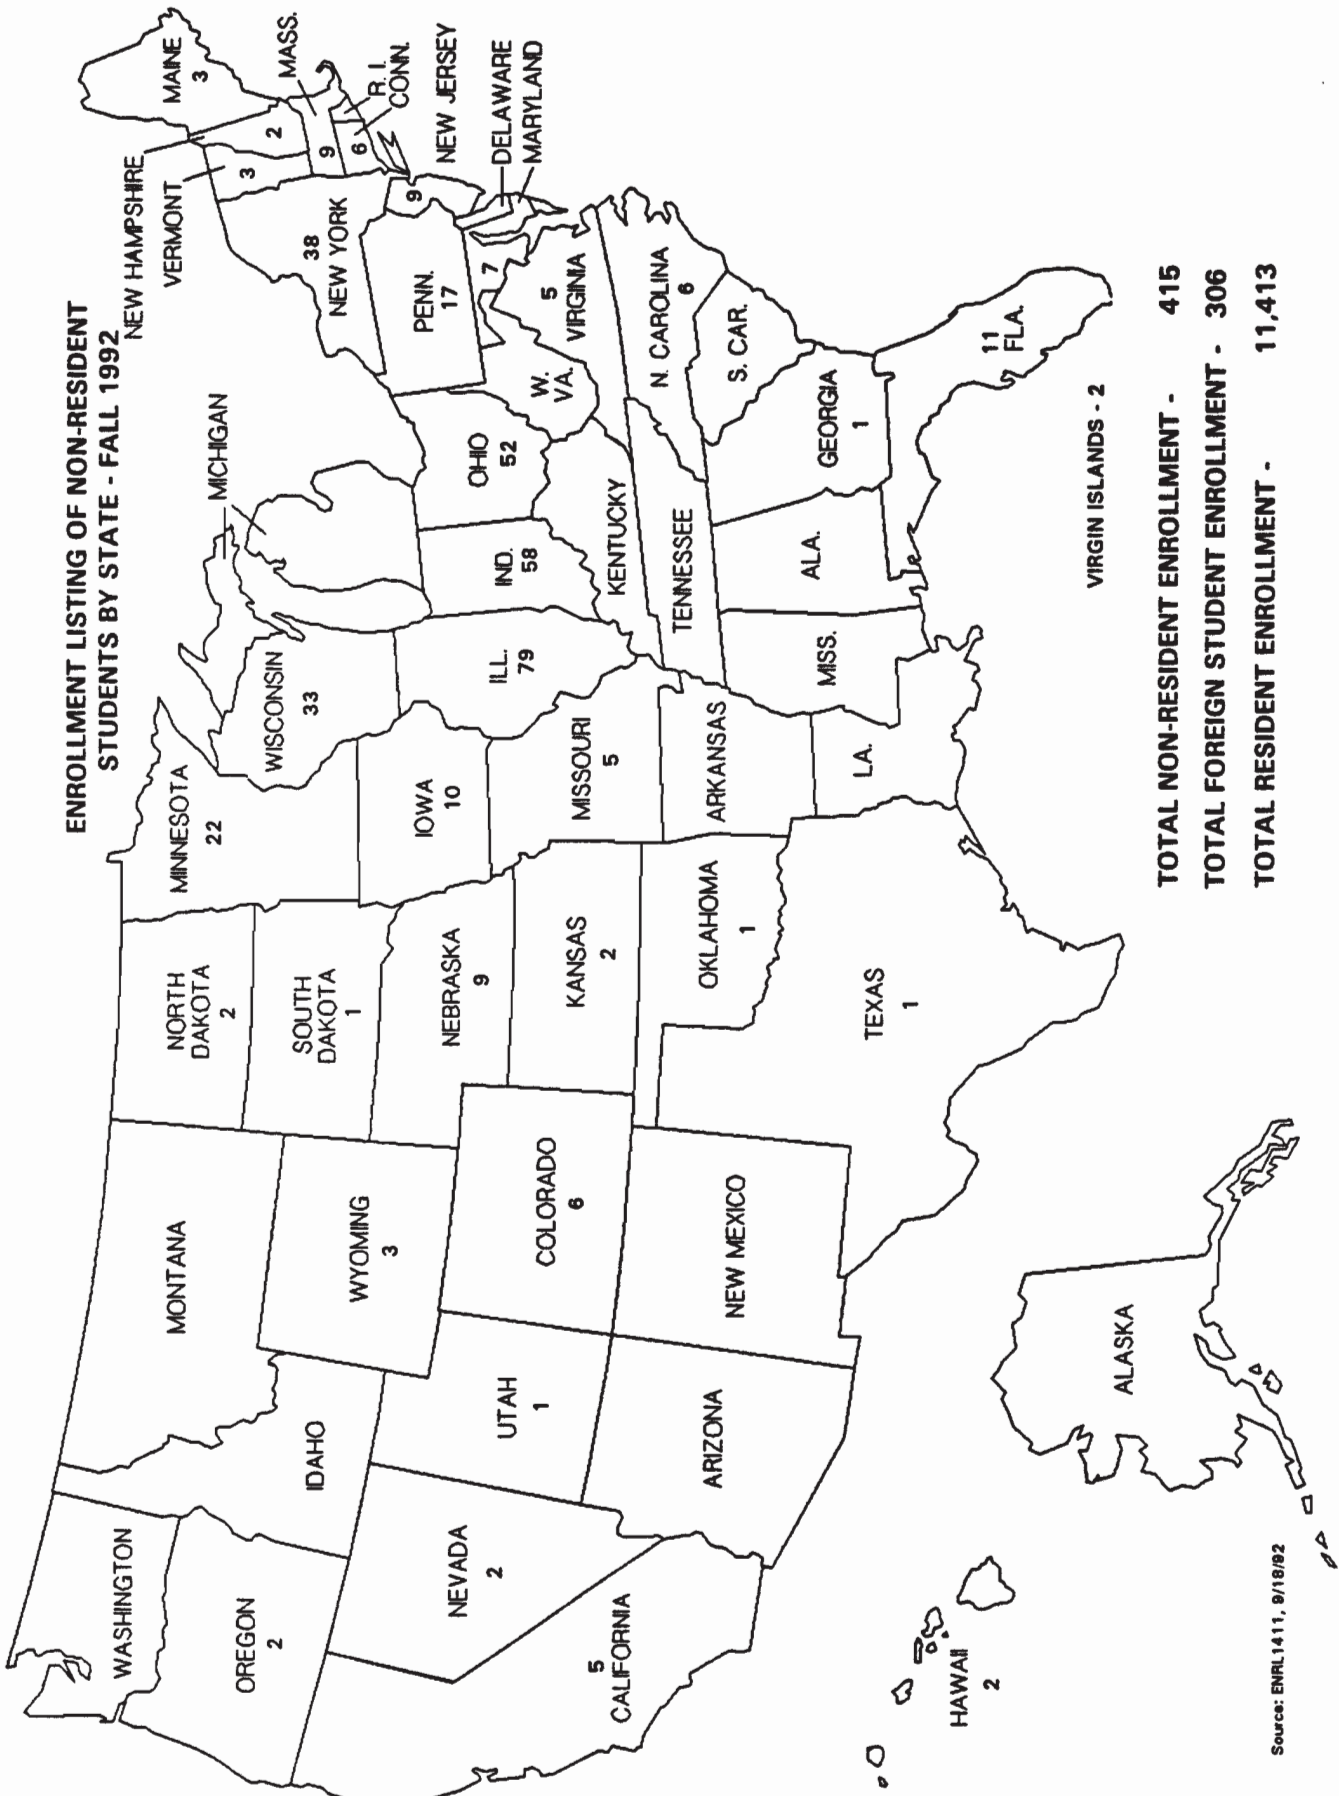 ENROLLMENT LISTING OF NON-RESIDENT
STUDENTS BY STATE - FALL 1992
WASHINGTON
OREGON
2
CALIFORNIA
5
NEVADA
2
IDAHO
MONTANA
WYOMING
3
UTAH
1
ARIZONA
COLORADO
6
NEW MEXICO
NORTH
DAKOTA
2
SOUTH
DAKOTA
1
NEBRASKA
9
KANSAS
2
OKLAHOMA
1
TEXAS
1
MINNESOTA
22
IOWA
10
MISSOURI
5
ARKANSAS
LA.
WISCONSIN
33
ILL.
79
MICHIGAN
IND.
58
OHIO
52
KENTUCKY
TENNESSEE
MISS.
ALA.
GEORGIA
1
11
FLA.
S. CAR.
N. CAROLINA
6
5
VIRGINIA
W.
VA.
7
PENN.
17
38
NEW YORK
NEW HAMPSHIRE
VERMONT
3
2
MAINE
3
MASS.
9
R. I.
CONN.
6
NEW JERSEY
9
DELAWARE
MARYLAND
ALASKA
HAWAII
2
VIRGIN ISLANDS - 2
TOTAL NON-RESIDENT ENROLLMENT - 415
TOTAL FOREIGN STUDENT ENROLLMENT - 306
TOTAL RESIDENT ENROLLMENT - 11,413
Source: ENRL1411, 9/18/92